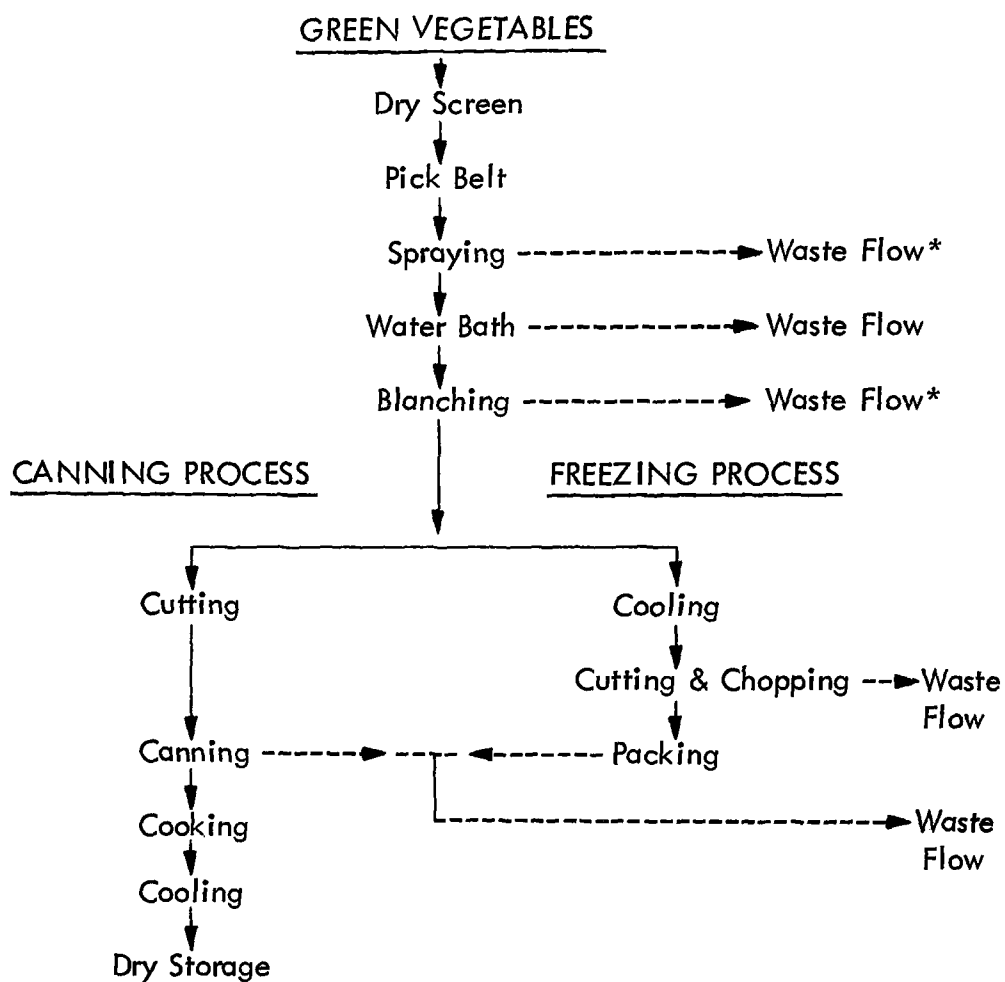 GREEN VEGETABLES
Dry Screen
Pick Belt
Spraying Waste Flow*
Water Bath Waste Flow
Blanching Waste Flow*
CANNING PROCESS FREEZING PROCESS
Cutting Cooling
Cutting & Chopping Waste
Flow
Canning Packing
Cooking Waste
Flow
Cooling
Dry Storage